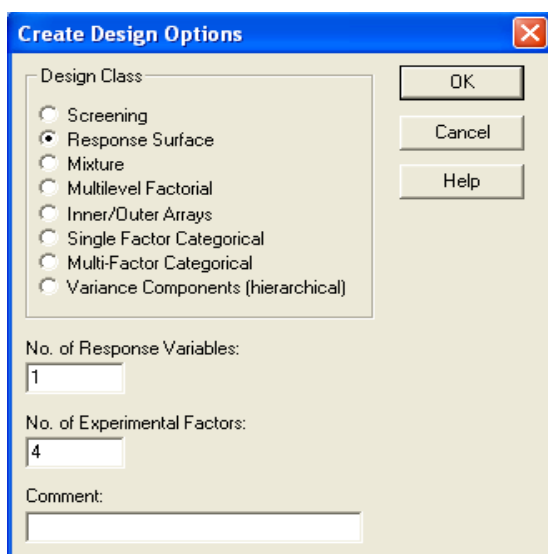 Create Design Options
Design Class
Screening
Response Surface
Mixture
Multilevel Factorial
Inner/Outer Arrays
Single Factor Categorical
Multi-Factor Categorical
Variance Components (hierarchical)
OK
Cancel
Help
No. of Response Variables:
1
No. of Experimental Factors:
4
Comment: